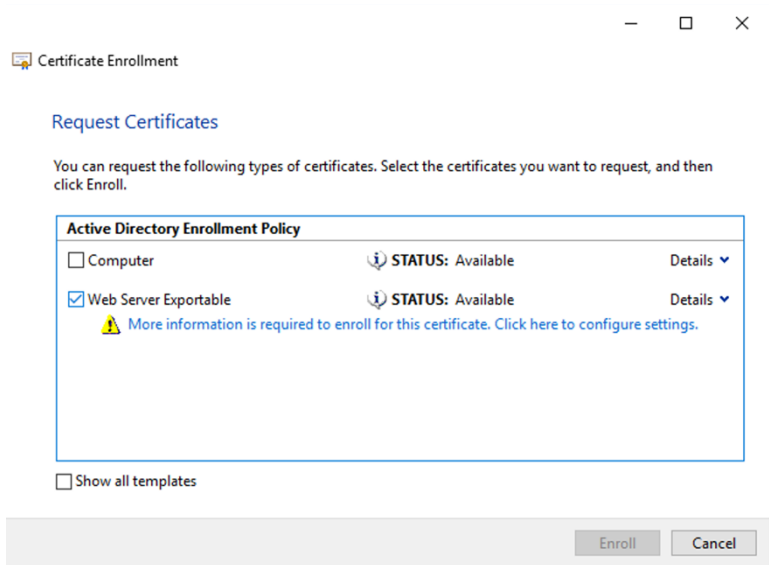 Certificate Enrollment
Request Certificates
You can request the following types of certificates. Select the certificates you want to request, and then
click Enroll.
Active Directory Enrollment Policy
Computer STATUS: Available Details
Web Server Exportable STATUS: Available Details
More information is required to enroll for this certificate. Click here to configure settings.
Show all templates
Enroll Cancel